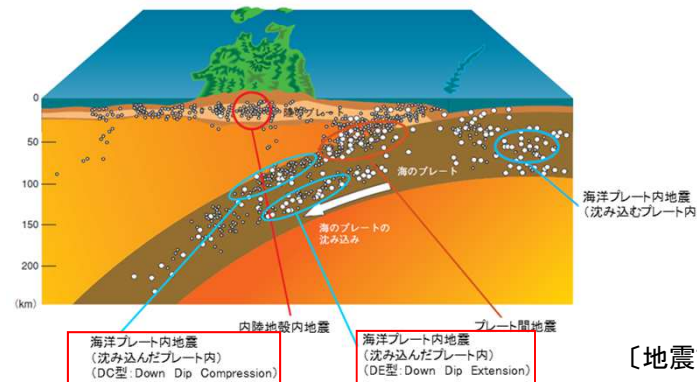 0
50
100
150
200
(km)
陸のプレート
海のプレート
海のプレートの
沈み込み
海洋プレート内地震
(沈み込むプレート内
内陸地殻内地震
プレート間地震
海洋プレート内地震
(沈み込んだプレート内)
(DC型:Down Dip Compression)
海洋プレート内地震
(沈み込んだプレート内)
(DE型:Down Dip Extension)
〔地震